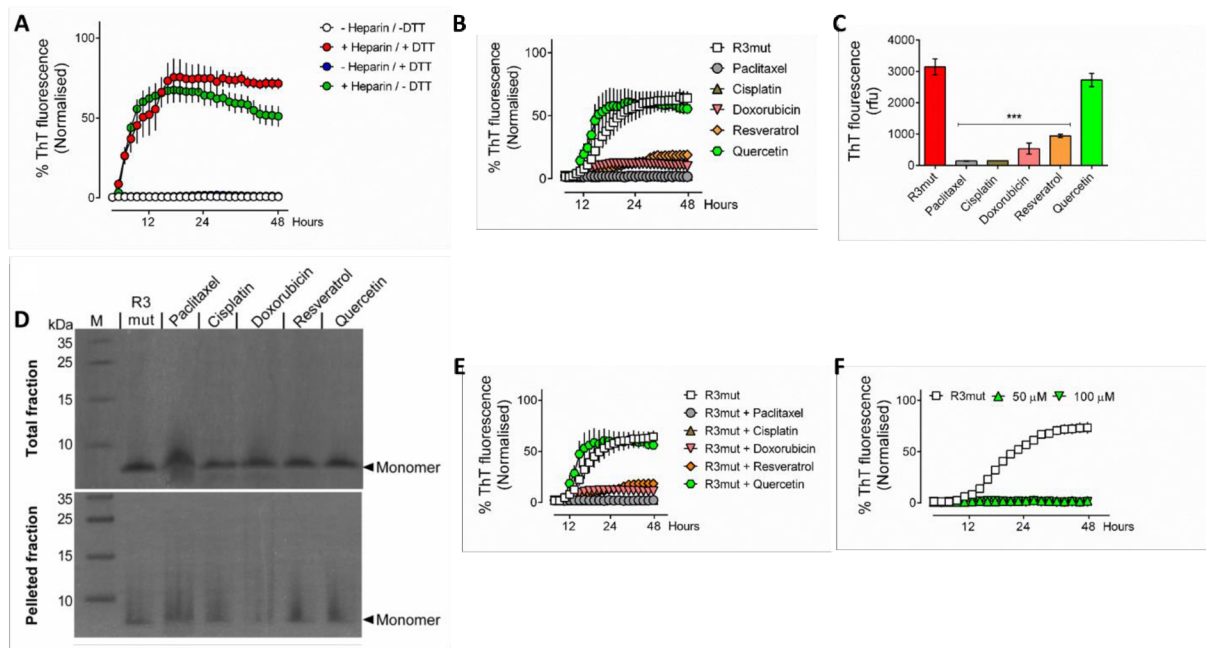 A
% ThT fluorescence
(Normalised)
100
50
0
12
24
48
Hours
- Heparin / -DTT
+ Heparin / + DTT
- Heparin / + DTT
+ Heparin / - DTT
B
% ThT fluorescence
(Normalised)
100
50
0
12
24
48
Hours
R3mut
Paclitaxel
Cisplatin
Doxorubicin
Resveratrol
Quercetin
C
ThT flourescence
(rfu)
4000
3000
2000
1000
0
***
R3mut
Paclitaxel
Cisplatin
Doxorubicin
Resveratrol
Quercetin
D
kDa
M
R3
mut
Paclitaxel
Cisplatin
Doxorubicin
Resveratrol
Quercetin
Total fraction
35
25
15
10
Monomer
Pelleted fraction
35
25
15
10
Monomer
E
% ThT fluorescence
(Normalised)
100
50
0
12
24
48
Hours
R3mut
R3mut + Paclitaxel
R3mut + Cisplatin
R3mut + Doxorubicin
R3mut + Resveratrol
R3mut + Quercetin
F
% ThT fluorescence
(Normalised)
100
50
0
12
24
48
Hours
R3mut 50 µM 100 µM